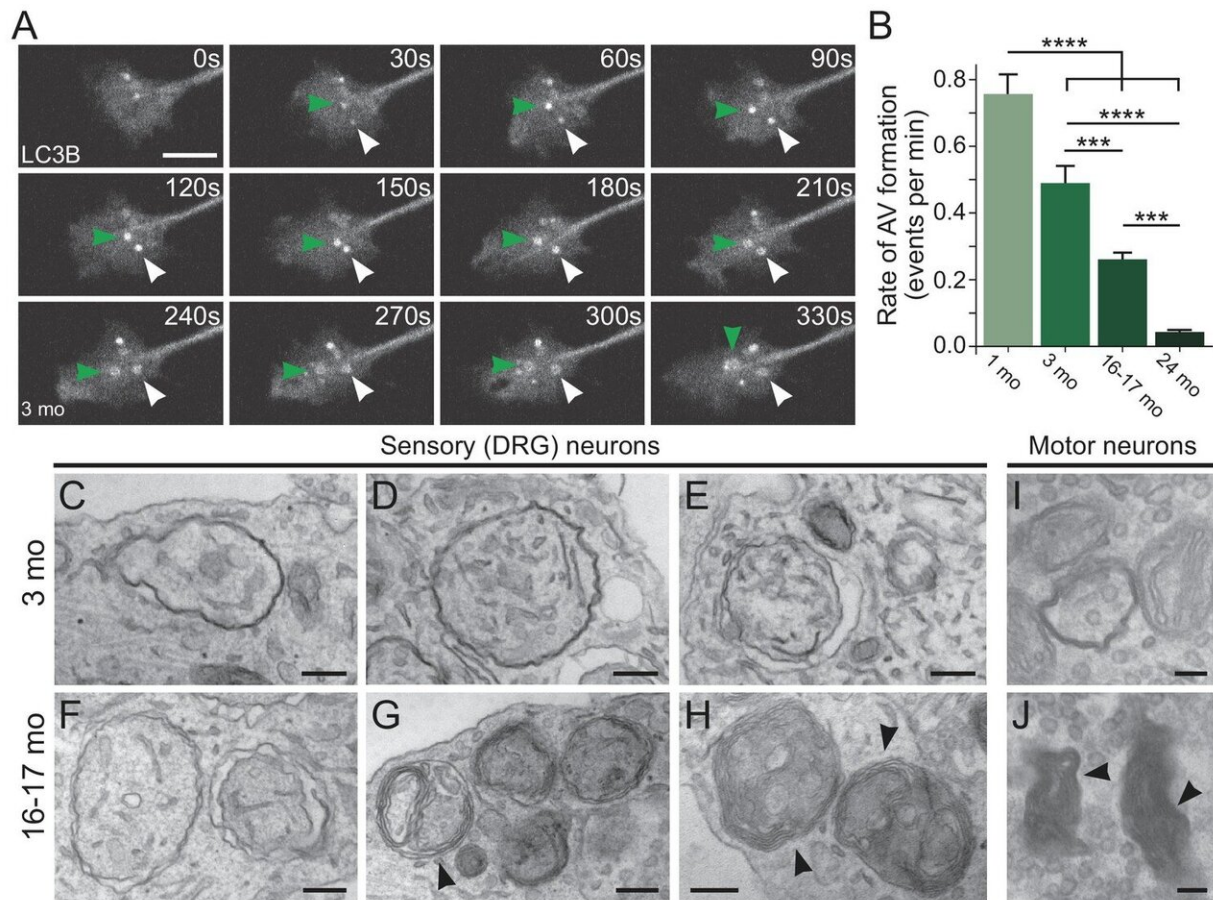 A
0s
30s
60s
90s
LC3B
120s
150s
180s
210s
240s
270s
300s
330s
3 mo
B
****
****
***
***
Rate of AV formation
(events per min)
0.8
0.6
0.4
0.2
0.0
1 mo
3 mo
16-17 mo
24 mo
Sensory (DRG) neurons
Motor neurons
3 mo
C
D
E
I
16-17 mo
F
G
H
J